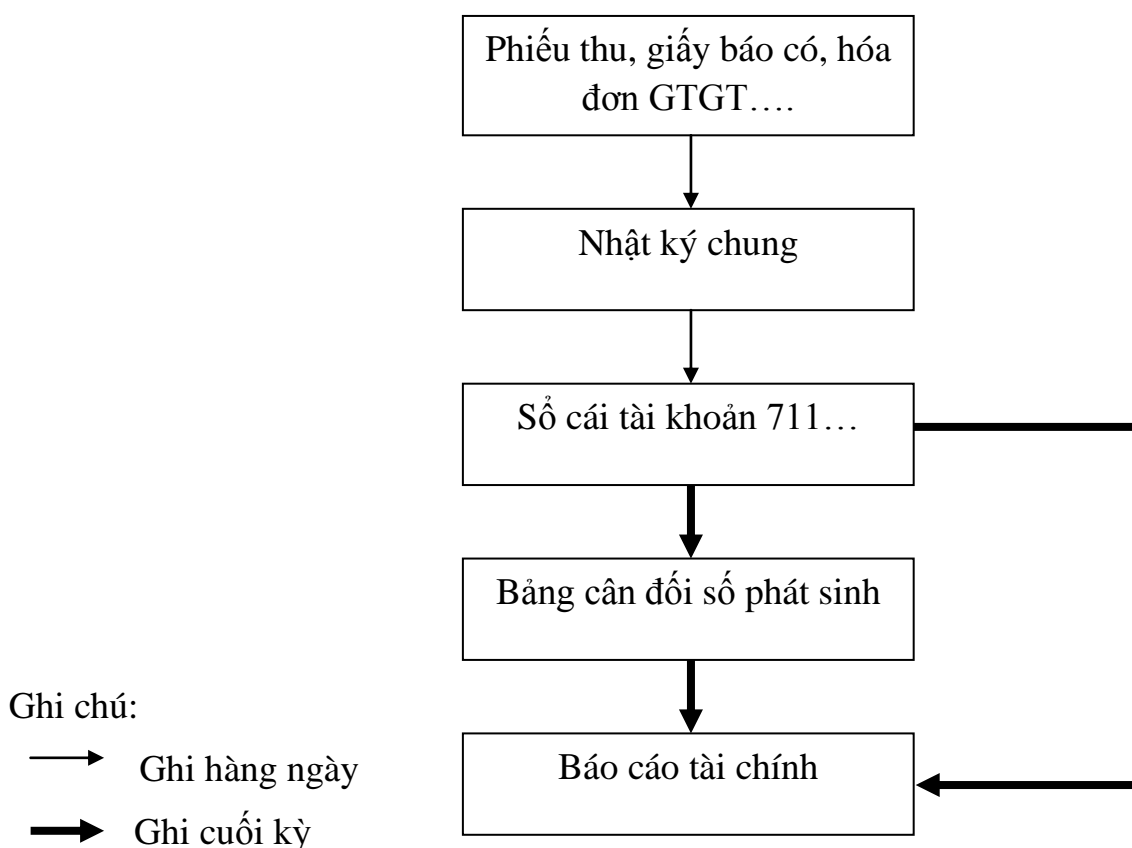 Phiếu thu, giấy báo có, hóa
đơn GTGT….
Nhật ký chung
Sổ cái tài khoản 711…
Bảng cân đối số phát sinh
Báo cáo tài chính
Ghi chú:
Ghi hàng ngày
Ghi cuối kỳ